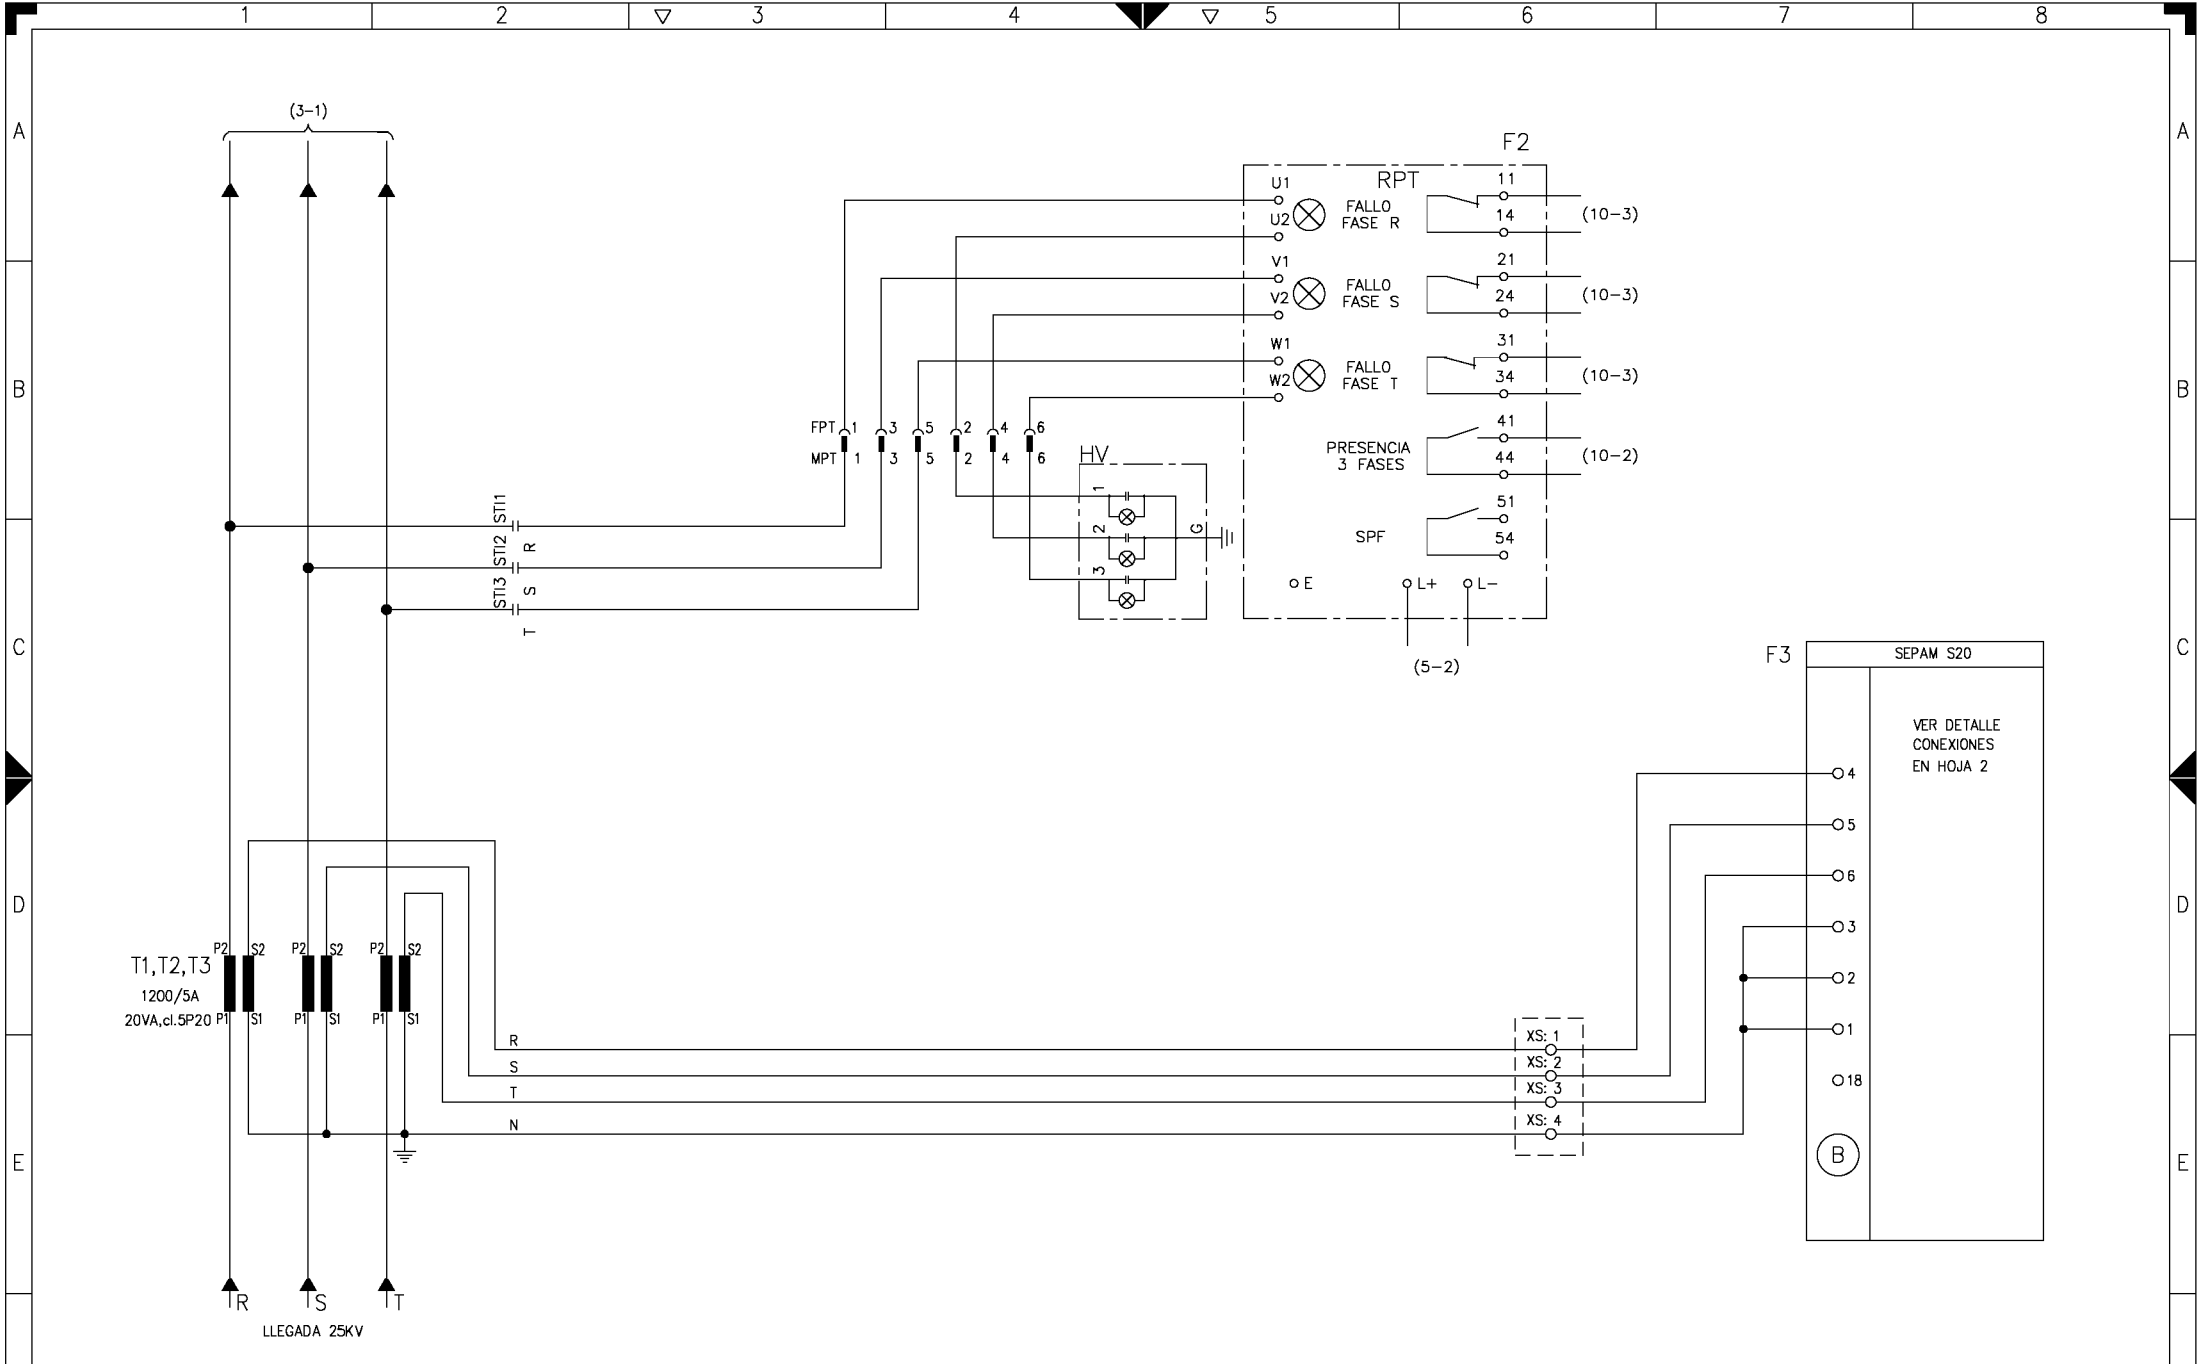 1 2 3 4 5 6 7 8
A A
B B
C C
D D
E E
(3-1)
F2
RPT
U1
U2
FALLO
FASE R
11
14
(10-3)
V1
V2
FALLO
FASE S
21
24
(10-3)
W1
W2
FALLO
FASE T
31
34
(10-3)
PRESENCIA
3 FASES
41
44
(10-2)
SPF
51
54
E
L+
L-
(5-2)
FPT 1 3 5 2 4 6
MPT 1 3 5 2 4 6
HV
1
2
3
G
STI1
R
STI2
S
STI3
T
F3
SEPAM S20
VER DETALLE
CONEXIONES
EN HOJA 2
4
5
6
3
2
1
18
B
P2 S2 P2 S2 P2 S2
T1,T2,T3
1200/5A
20VA,cl.5P20
P1 S1 P1 S1 P1 S1
R
S
T
N
XS: 1
XS: 2
XS: 3
XS: 4
R S T
LLEGADA 25KV